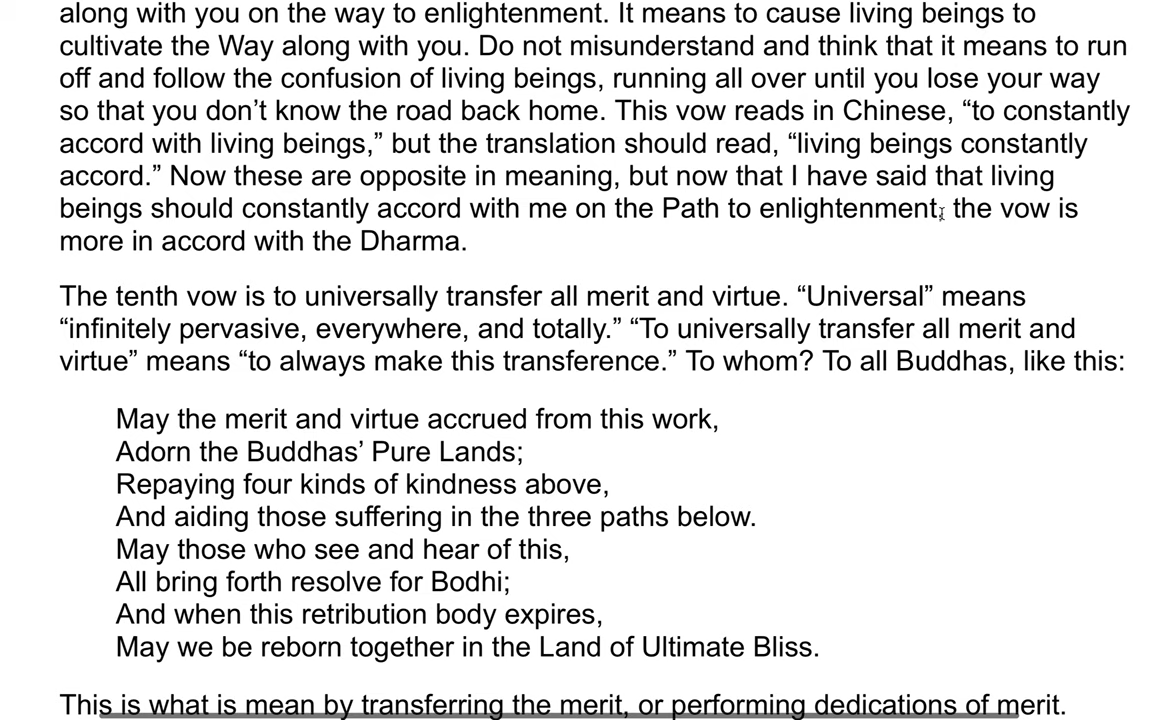 along with you on the way to enlightenment. It means to cause living beings to
cultivate the Way along with you. Do not misunderstand and think that it means to run
off and follow the confusion of living beings, running all over until you lose your way
so that you don’t know the road back home. This vow reads in Chinese, “to constantly
accord with living beings,” but the translation should read, “living beings constantly
accord.” Now these are opposite in meaning, but now that I have said that living
beings should constantly accord with me on the Path to enlightenment, the vow is
more in accord with the Dharma.
The tenth vow is to universally transfer all merit and virtue. “Universal” means
“infinitely pervasive, everywhere, and totally.” “To universally transfer all merit and
virtue” means “to always make this transference.” To whom? To all Buddhas, like this:
May the merit and virtue accrued from this work,
Adorn the Buddhas’ Pure Lands;
Repaying four kinds of kindness above,
And aiding those suffering in the three paths below.
May those who see and hear of this,
All bring forth resolve for Bodhi;
And when this retribution body expires,
May we be reborn together in the Land of Ultimate Bliss.
This is what is mean by transferring the merit, or performing dedications of merit.